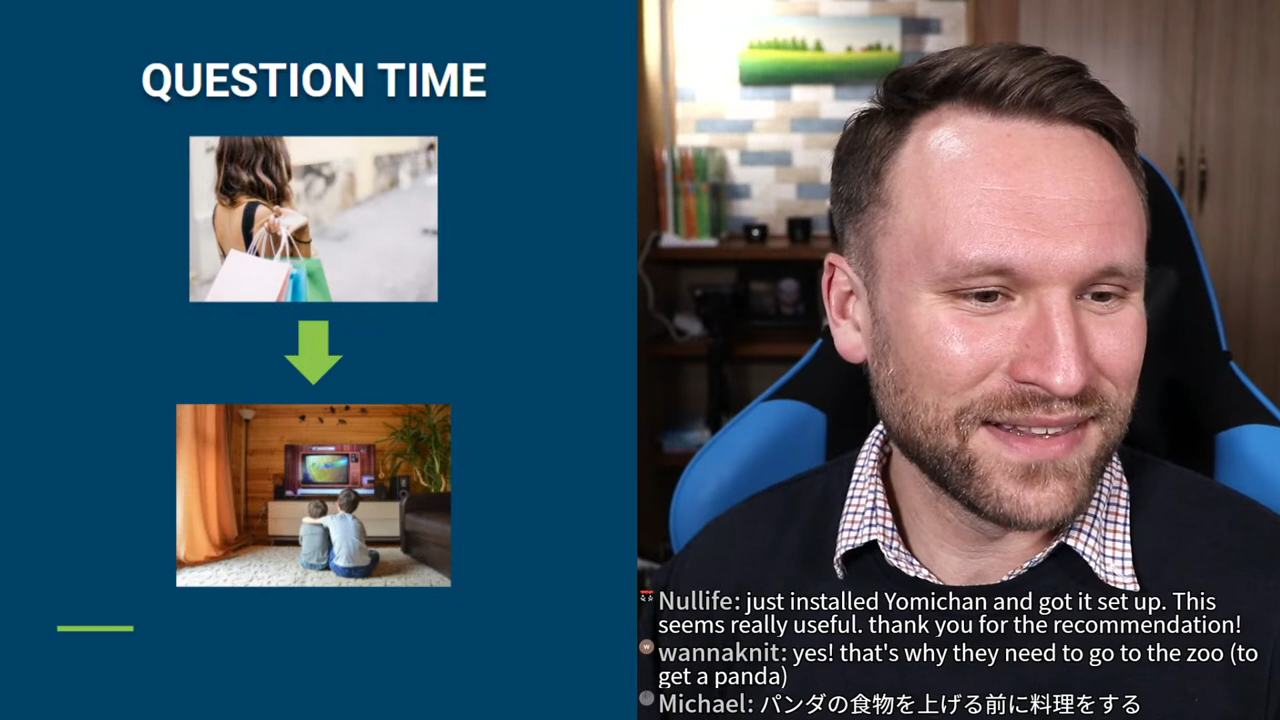 QUESTION TIME
Nullife: just installed Yomichan and got it set up. This
seems really useful. thank you for the recommendation!
wannaknit: yes! that's why they need to go to the zoo (to
get a panda)
Michael: パンダの食物を上げる前に料理をする